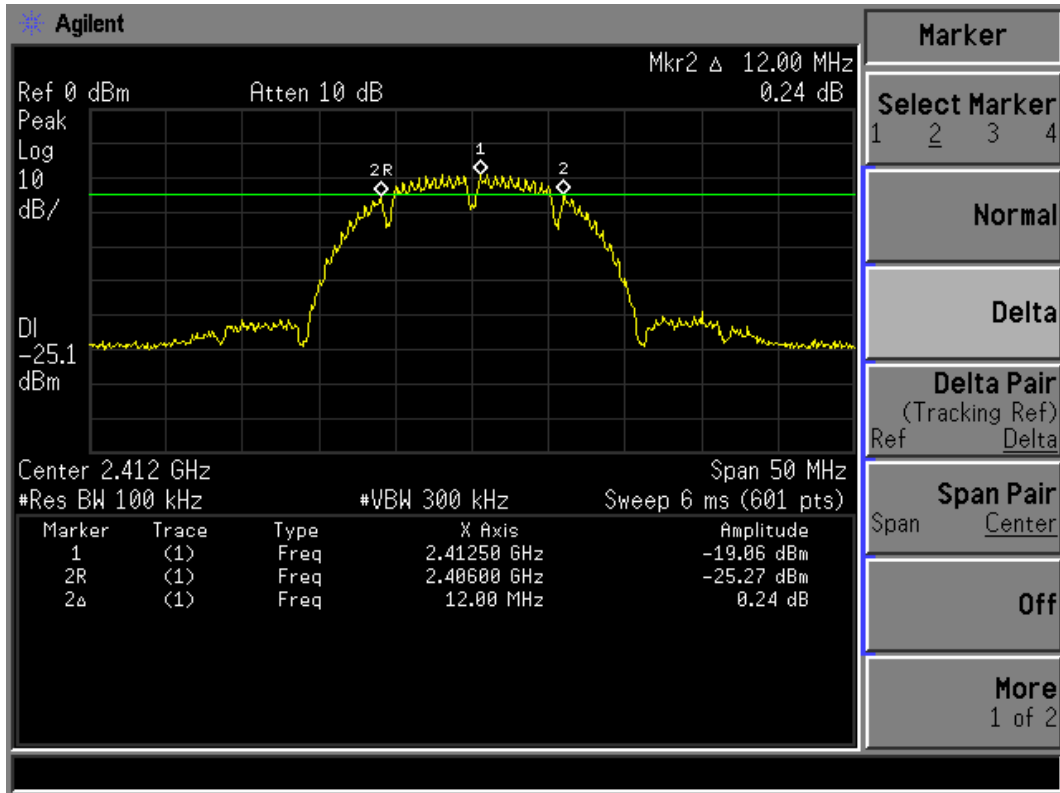 Agilent
Marker
Mkr2 Δ 12.00 MHz
Ref 0 dBm Atten 10 dB 0.24 dB
Peak
Log
10
dB/
1
2R
2
DI
-25.1
dBm
Center 2.412 GHz Span 50 MHz
#Res BW 100 kHz #VBW 300 kHz Sweep 6 ms (601 pts)
Marker Trace Type X Axis Amplitude
1 (1) Freq 2.41250 GHz -19.06 dBm
2R (1) Freq 2.40600 GHz -25.27 dBm
2Δ (1) Freq 12.00 MHz 0.24 dB
Select Marker
1 2 3 4
Normal
Delta
Delta Pair
(Tracking Ref)
Ref Delta
Span Pair
Span Center
Off
More
1 of 2